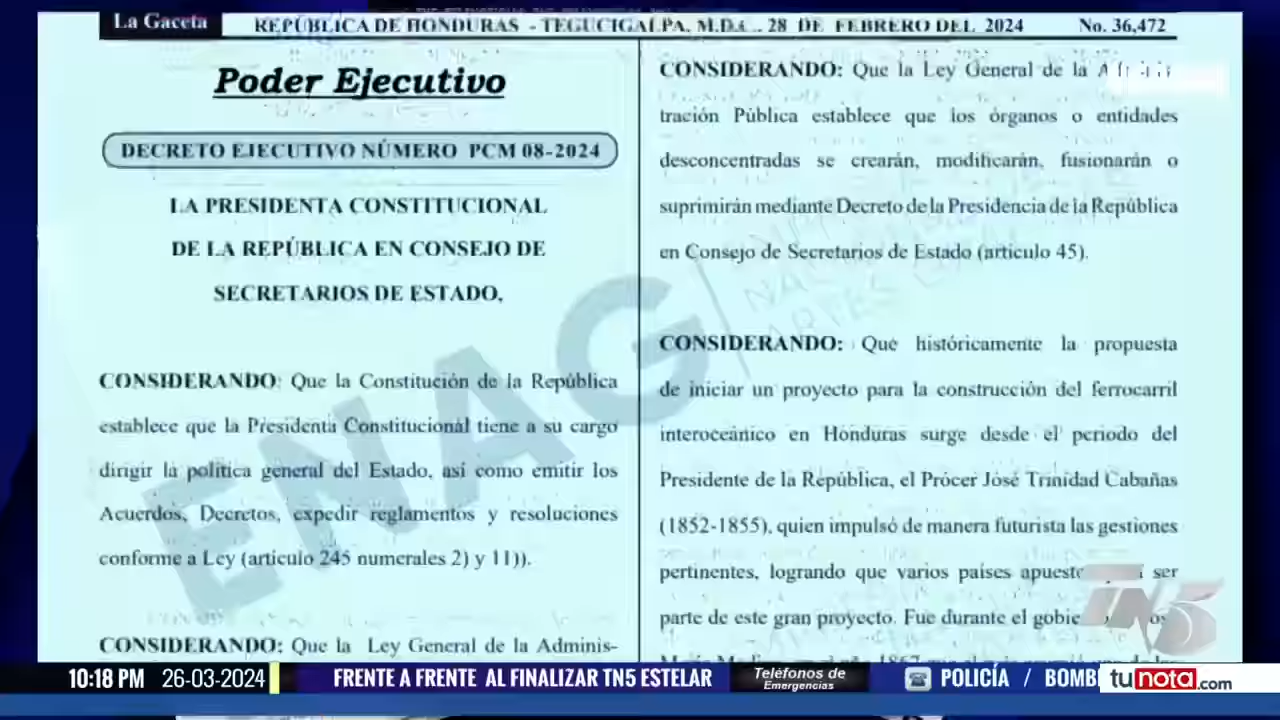 La Gaceta
REPÚBLICA DE HONDURAS - TEGUCIGALPA, M.D.C., 28 DE FEBRERO DEL 2024 No. 36,472
Poder Ejecutivo
DECRETO EJECUTIVO NÚMERO PCM 08-2024
LA PRESIDENTA CONSTITUCIONAL
DE LA REPÚBLICA EN CONSEJO DE
SECRETARIOS DE ESTADO,
CONSIDERANDO: Que la Constitución de la República
establece que la Presidenta Constitucional tiene a su cargo
dirigir la política general del Estado, así como emitir los
Acuerdos, Decretos, expedir reglamentos y resoluciones
conforme a Ley (artículo 245 numerales 2) y 11)).
CONSIDERANDO: Que la Ley General de la Adminis-
CONSIDERANDO: Que la Ley General de la
tración Pública establece que los órganos o entidades
desconcentradas se crearán, modificarán, fusionarán o
suprimirán mediante Decreto de la Presidencia de la República
en Consejo de Secretarios de Estado (artículo 45).
CONSIDERANDO: Que históricamente la propuesta
de iniciar un proyecto para la construcción del ferrocarril
interoceánico en Honduras surge desde el periodo del
Presidente de la República, el Prócer José Trinidad Cabañas
(1852-1855), quien impulsó de manera futurista las gestiones
pertinentes, logrando que varios países ser
parte de este gran proyecto. Fue durante el
ENAG
TN5
10:18 PM 26-03-2024 FRENTE A FRENTE AL FINALIZAR TN5 ESTELAR
Teléfonos de
Emergencias
POLICÍA / BOMB
tunota.com